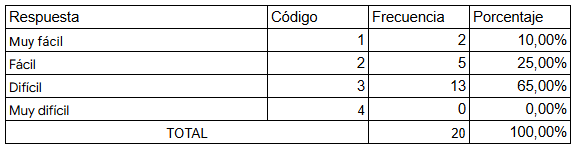 Respuesta Código Frecuencia Porcentaje
Muy fácil 1 2 10,00%
Fácil 2 5 25,00%
Difícil 3 13 65,00%
Muy difícil 4 0 0,00%
TOTAL 20 100,00%